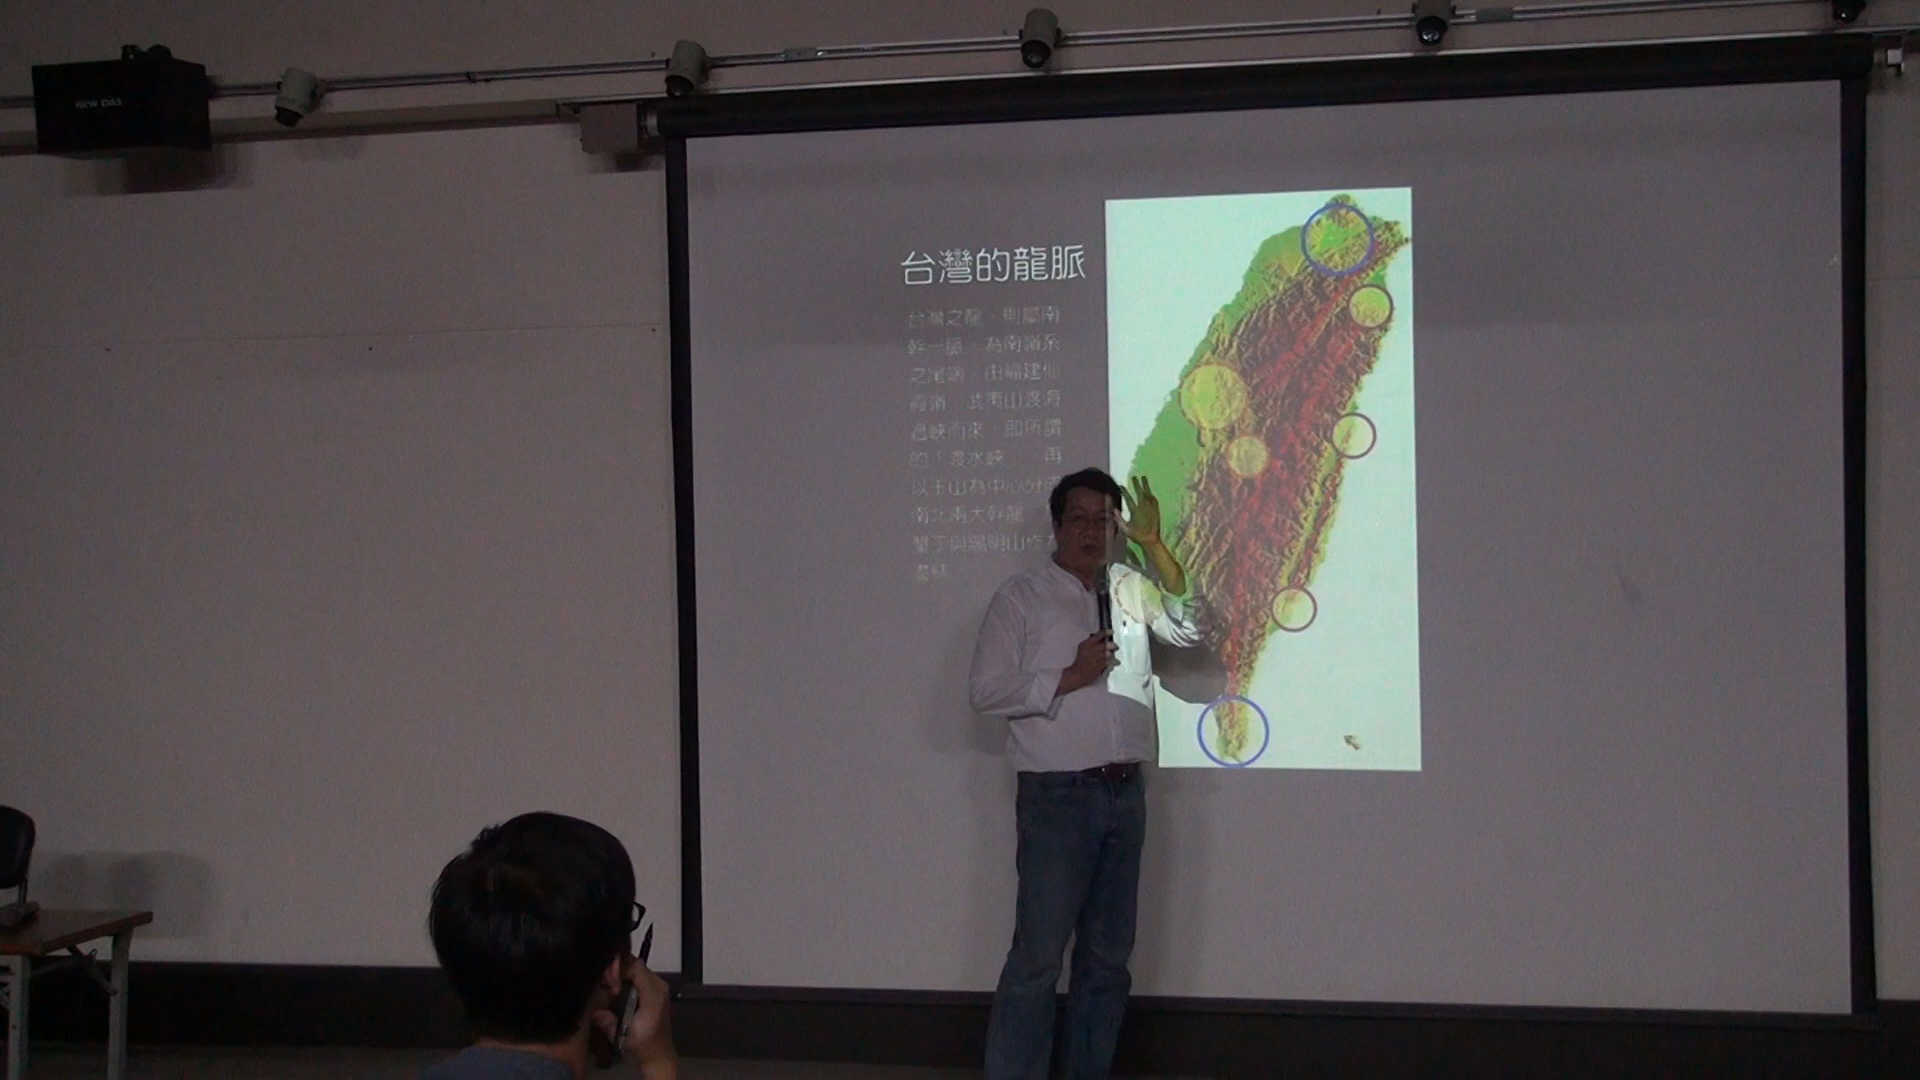 NEW DAS
台灣的龍脈
台灣之龍，則屬南
幹一脈，為南嶺系
之尾端，由福建仙
霞嶺、武夷山渡海
過峽而來，即所謂
的「渡水峽」，再
以玉山為中心分
南北兩大幹龍
墾丁與陽明山作